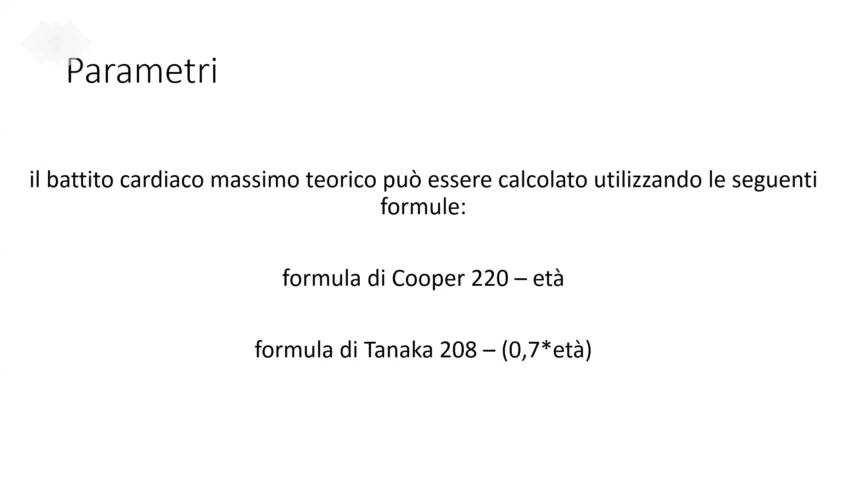 Parametri
il battito cardiaco massimo teorico può essere calcolato utilizzando le seguenti
formule:
formula di Cooper 220 – età
formula di Tanaka 208 – (0,7*età)